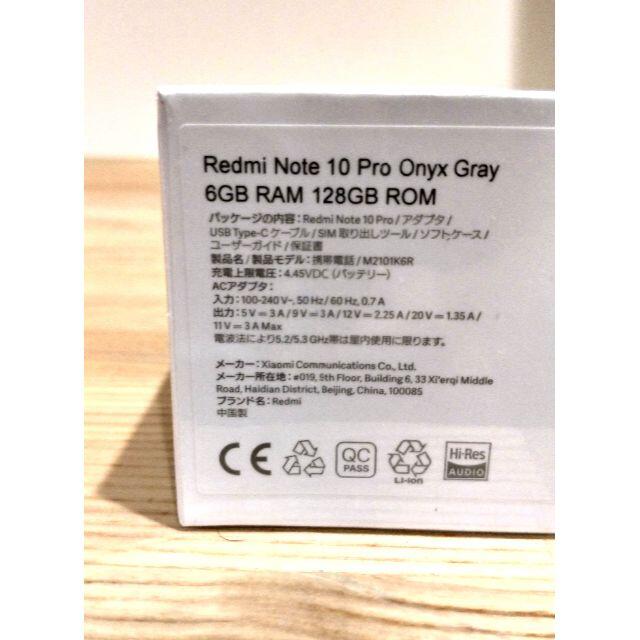 Redmi Note 10 Pro Onyx Gray
6GB RAM 128GB ROM
パッケージの内容：Redmi Note 10 Pro / アダプタ /
USB Type-C ケーブル / SIM 取り出しツール / ソフトケース /
ユーザーガイド / 保証書
製品名 / 製品モデル：携帯電話 / M2101K6R
充電上限電圧：4.45VDC (バッテリー)
ACアダプタ：
入力：100-240 V~, 50 Hz / 60 Hz, 0.7 A
出力：5 V = 3 A / 9 V = 3 A / 12 V = 2.25 A / 20 V = 1.35 A /
11 V = 3 A Max
電波法により5.2/5.3 GHz帯は屋内使用に限ります。
メーカー：Xiaomi Communications Co., Ltd.
メーカー所在地：#019, 9th Floor, Building 6, 33 Xi'erqi Middle
Road, Haidian District, Beijing, China, 100085
ブランド名：Redmi
中国製
CE
QC
PASS
Li-ion
Hi-Res
AUDIO